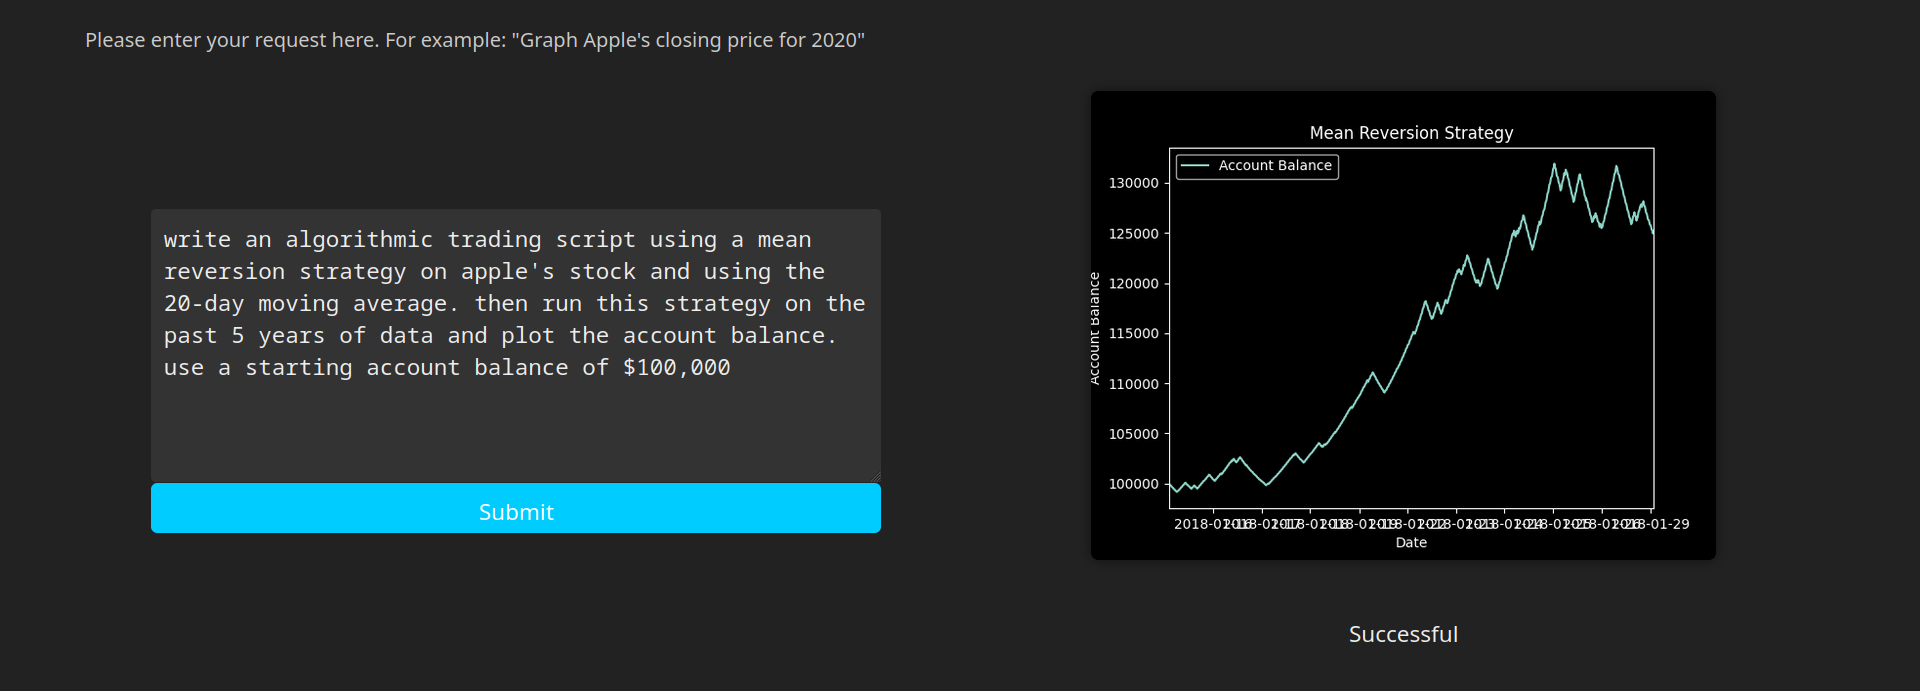 Please enter your request here. For example: "Graph Apple's closing price for 2020"
write an algorithmic trading script using a mean
reversion strategy on apple's stock and using the
20-day moving average. then run this strategy on the
past 5 years of data and plot the account balance.
use a starting account balance of $100,000
Submit
Mean Reversion Strategy
Account Balance
130000
125000
120000
115000
110000
105000
100000
Account Balance
2018-01-29
Date
Successful